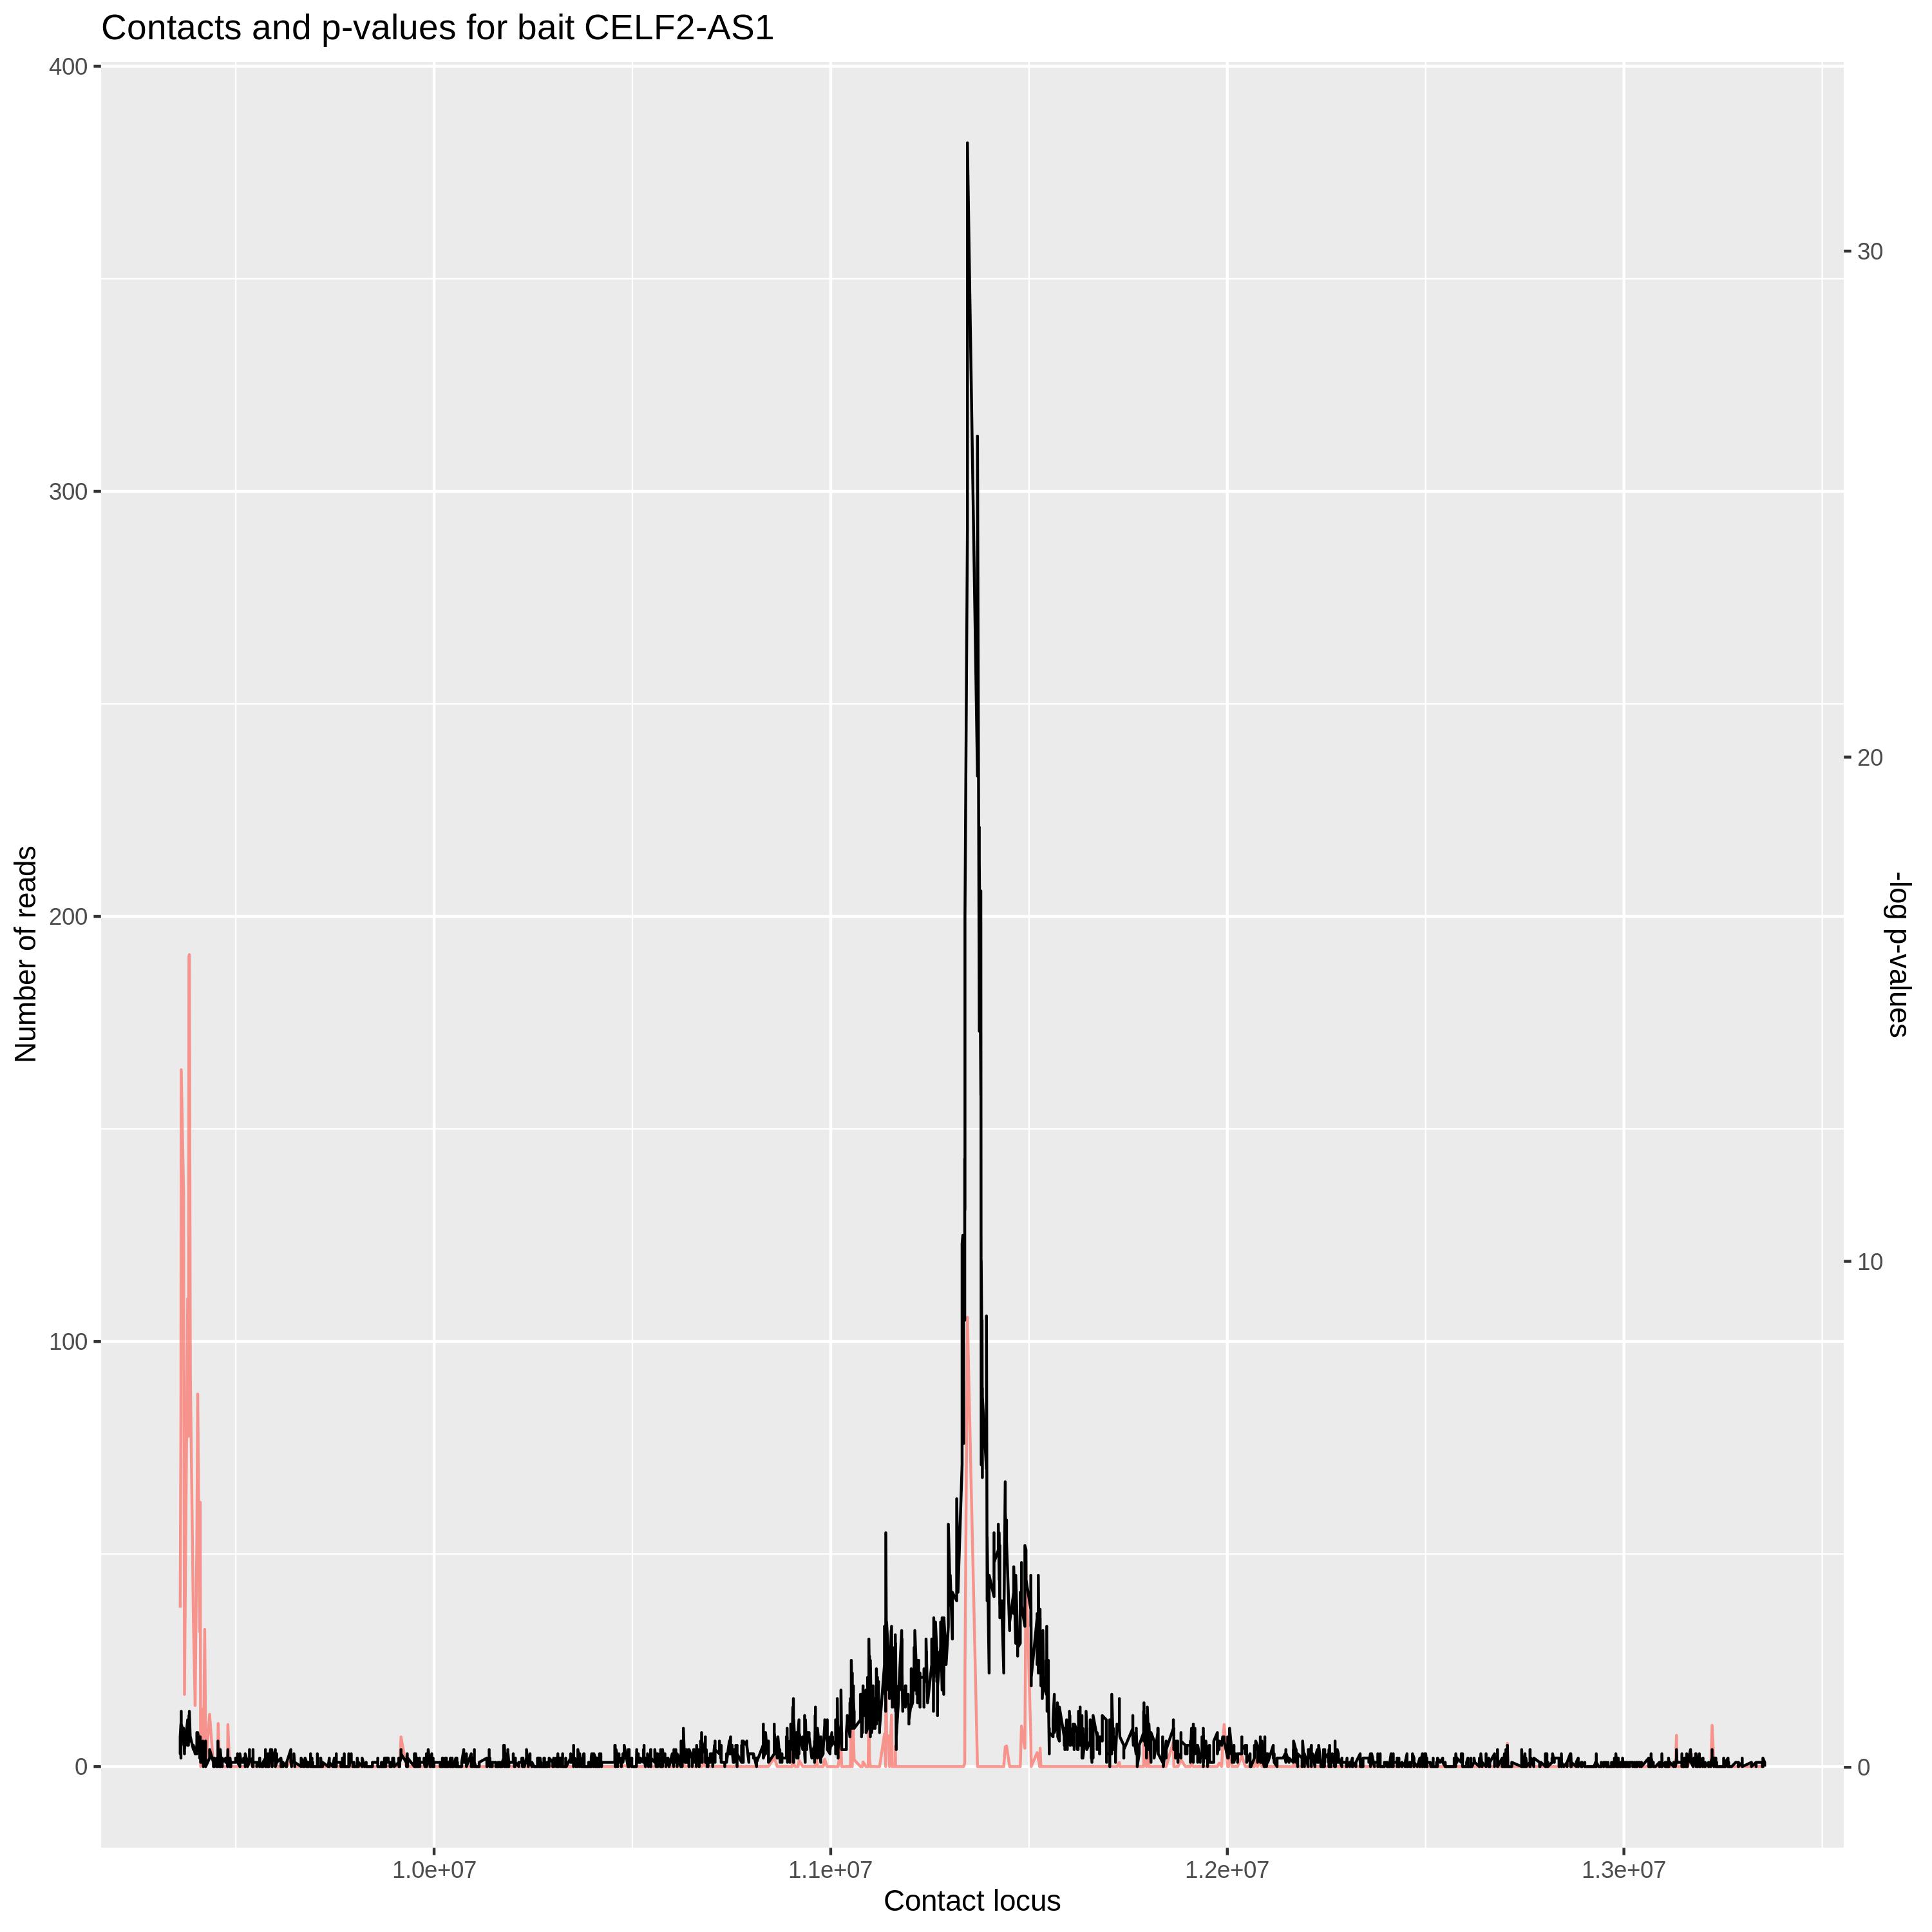 Contacts and p-values for bait CELF2-AS1
400
300
200
100
0
Number of reads
30
20
10
0
-log p-values
1.0e+07
1.1e+07
1.2e+07
1.3e+07
Contact locus